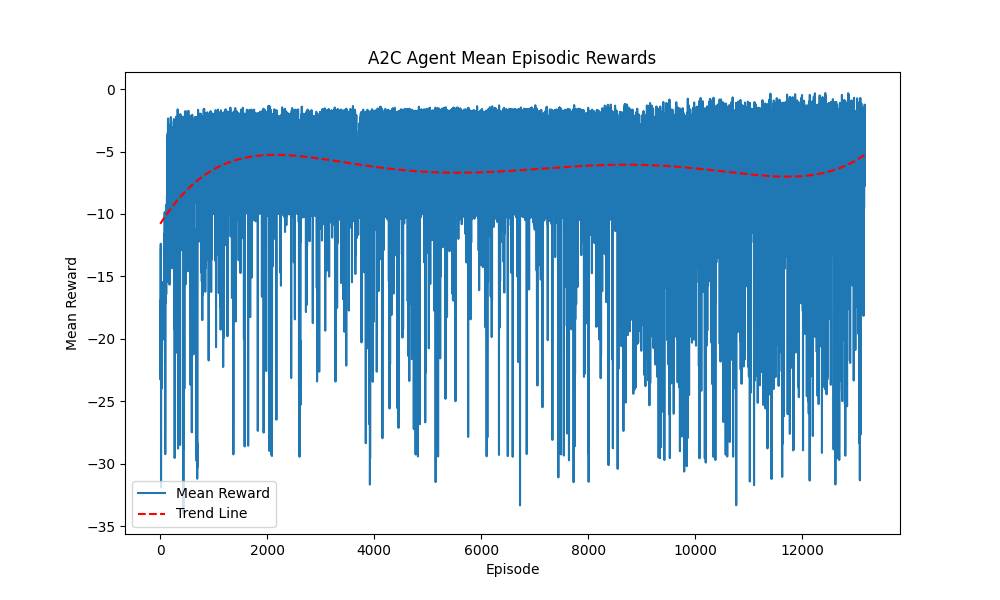 A2C Agent Mean Episodic Rewards
0
−5
−10
−15
−20
−25
−30
−35
Mean Reward
Mean Reward
Trend Line
0 2000 4000 6000 8000 10000 12000
Episode